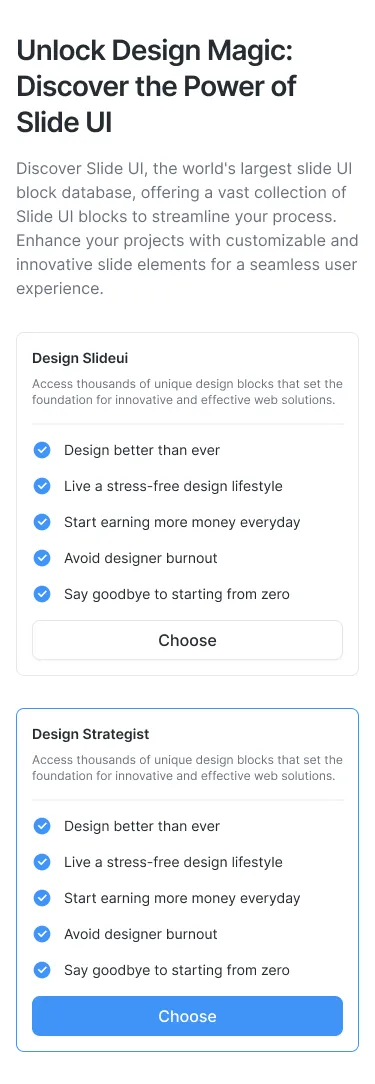 Unlock Design Magic:
Discover the Power of
Slide UI
Discover Slide UI, the world's largest slide UI
block database, offering a vast collection of
Slide UI blocks to streamline your process.
Enhance your projects with customizable and
innovative slide elements for a seamless user
experience.
Design Slideui
Access thousands of unique design blocks that set the
foundation for innovative and effective web solutions.
Design better than ever
Live a stress-free design lifestyle
Start earning more money everyday
Avoid designer burnout
Say goodbye to starting from zero
Choose
Design Strategist
Access thousands of unique design blocks that set the
foundation for innovative and effective web solutions.
Design better than ever
Live a stress-free design lifestyle
Start earning more money everyday
Avoid designer burnout
Say goodbye to starting from zero
Choose